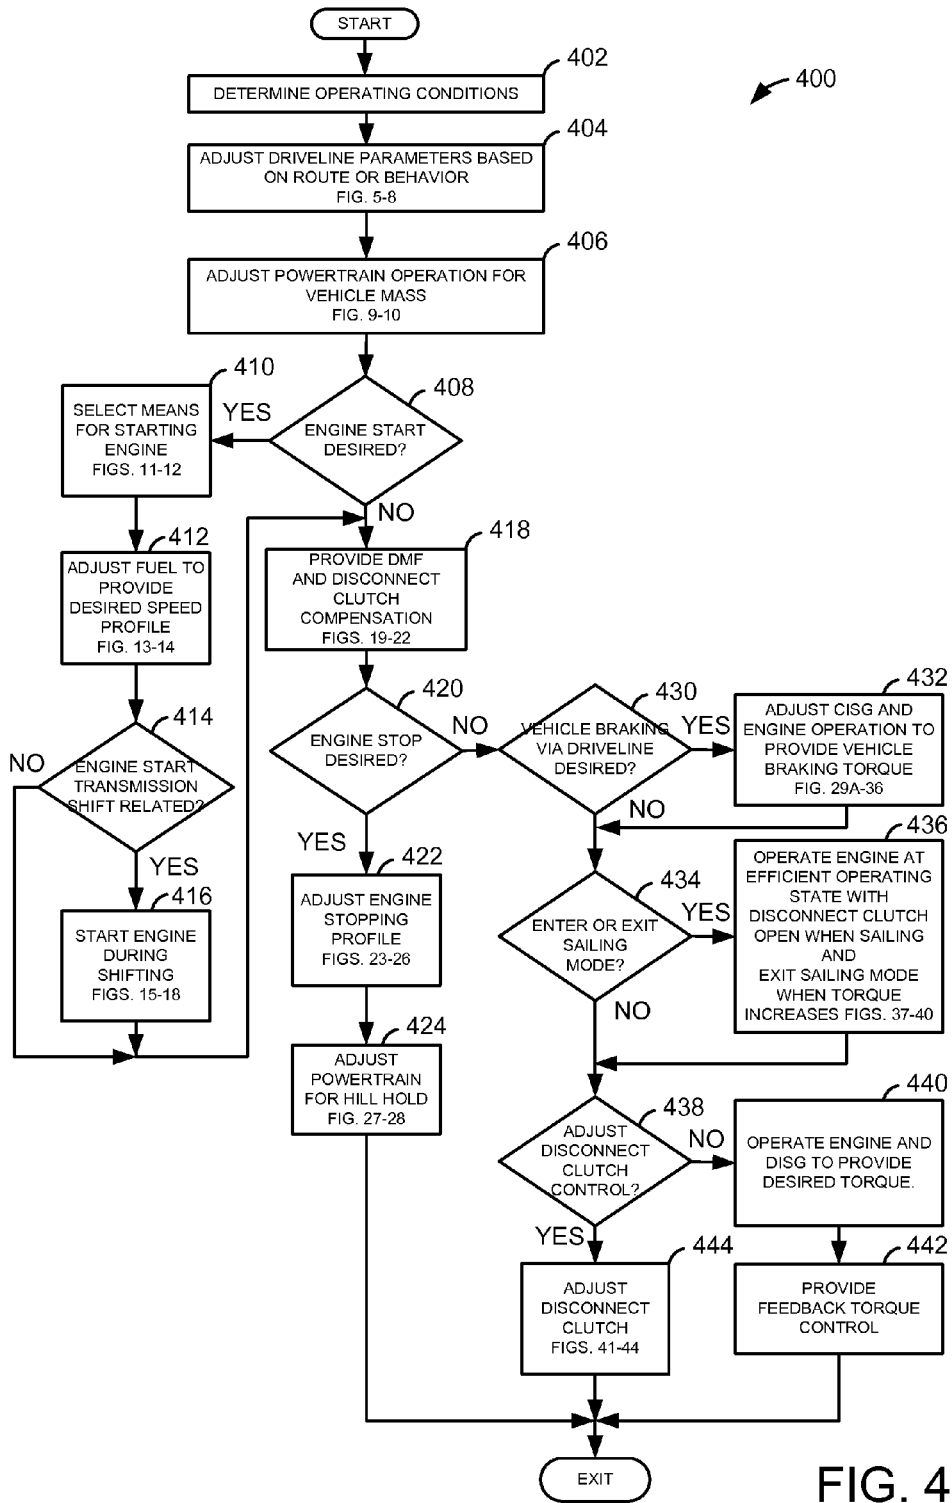 START
402
DETERMINE OPERATING CONDITIONS
400
404
ADJUST DRIVELINE PARAMETERS BASED
ON ROUTE OR BEHAVIOR
FIG. 5-8
406
ADJUST POWERTRAIN OPERATION FOR
VEHICLE MASS
FIG. 9-10
408
ENGINE START
DESIRED?
YES
NO
410
SELECT MEANS
FOR STARTING
ENGINE
FIGS. 11-12
412
ADJUST FUEL TO
PROVIDE
DESIRED SPEED
PROFILE
FIG. 13-14
414
ENGINE START
TRANSMISSION
SHIFT RELATED?
NO
YES
416
START ENGINE
DURING
SHIFTING
FIGS. 15-18
418
PROVIDE DMF
AND DISCONNECT
CLUTCH
COMPENSATION
FIGS. 19-22
420
ENGINE STOP
DESIRED?
NO
YES
422
ADJUST ENGINE
STOPPING
PROFILE
FIGS. 23-26
424
ADJUST
POWERTRAIN
FOR HILL HOLD
FIG. 27-28
430
VEHICLE BRAKING
VIA DRIVELINE
DESIRED?
YES
NO
432
ADJUST CISG AND
ENGINE OPERATION TO
PROVIDE VEHICLE
BRAKING TORQUE
FIG. 29A-36
434
ENTER OR EXIT
SAILING
MODE?
YES
NO
436
OPERATE ENGINE AT
EFFICIENT OPERATING
STATE WITH
DISCONNECT CLUTCH
OPEN WHEN SAILING
AND
EXIT SAILING MODE
WHEN TORQUE
INCREASES FIGS. 37-40
438
ADJUST
DISCONNECT
CLUTCH
CONTROL?
NO
YES
440
OPERATE ENGINE AND
DISG TO PROVIDE
DESIRED TORQUE.
442
PROVIDE
FEEDBACK TORQUE
CONTROL
444
ADJUST
DISCONNECT
CLUTCH
FIGS. 41-44
EXIT
FIG. 4